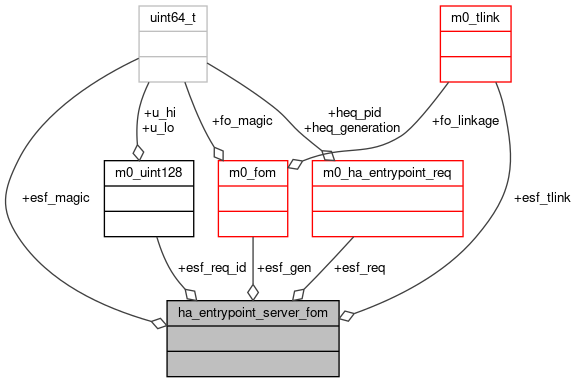 uint64_t
m0_tlink
+u_hi
+u_lo
+fo_magic
+heq_pid
+heq_generation
+fo_linkage
m0_uint128
m0_fom
m0_ha_entrypoint_req
+esf_magic
+esf_tlink
+esf_req_id
+esf_gen
+esf_req
ha_entrypoint_server_fom